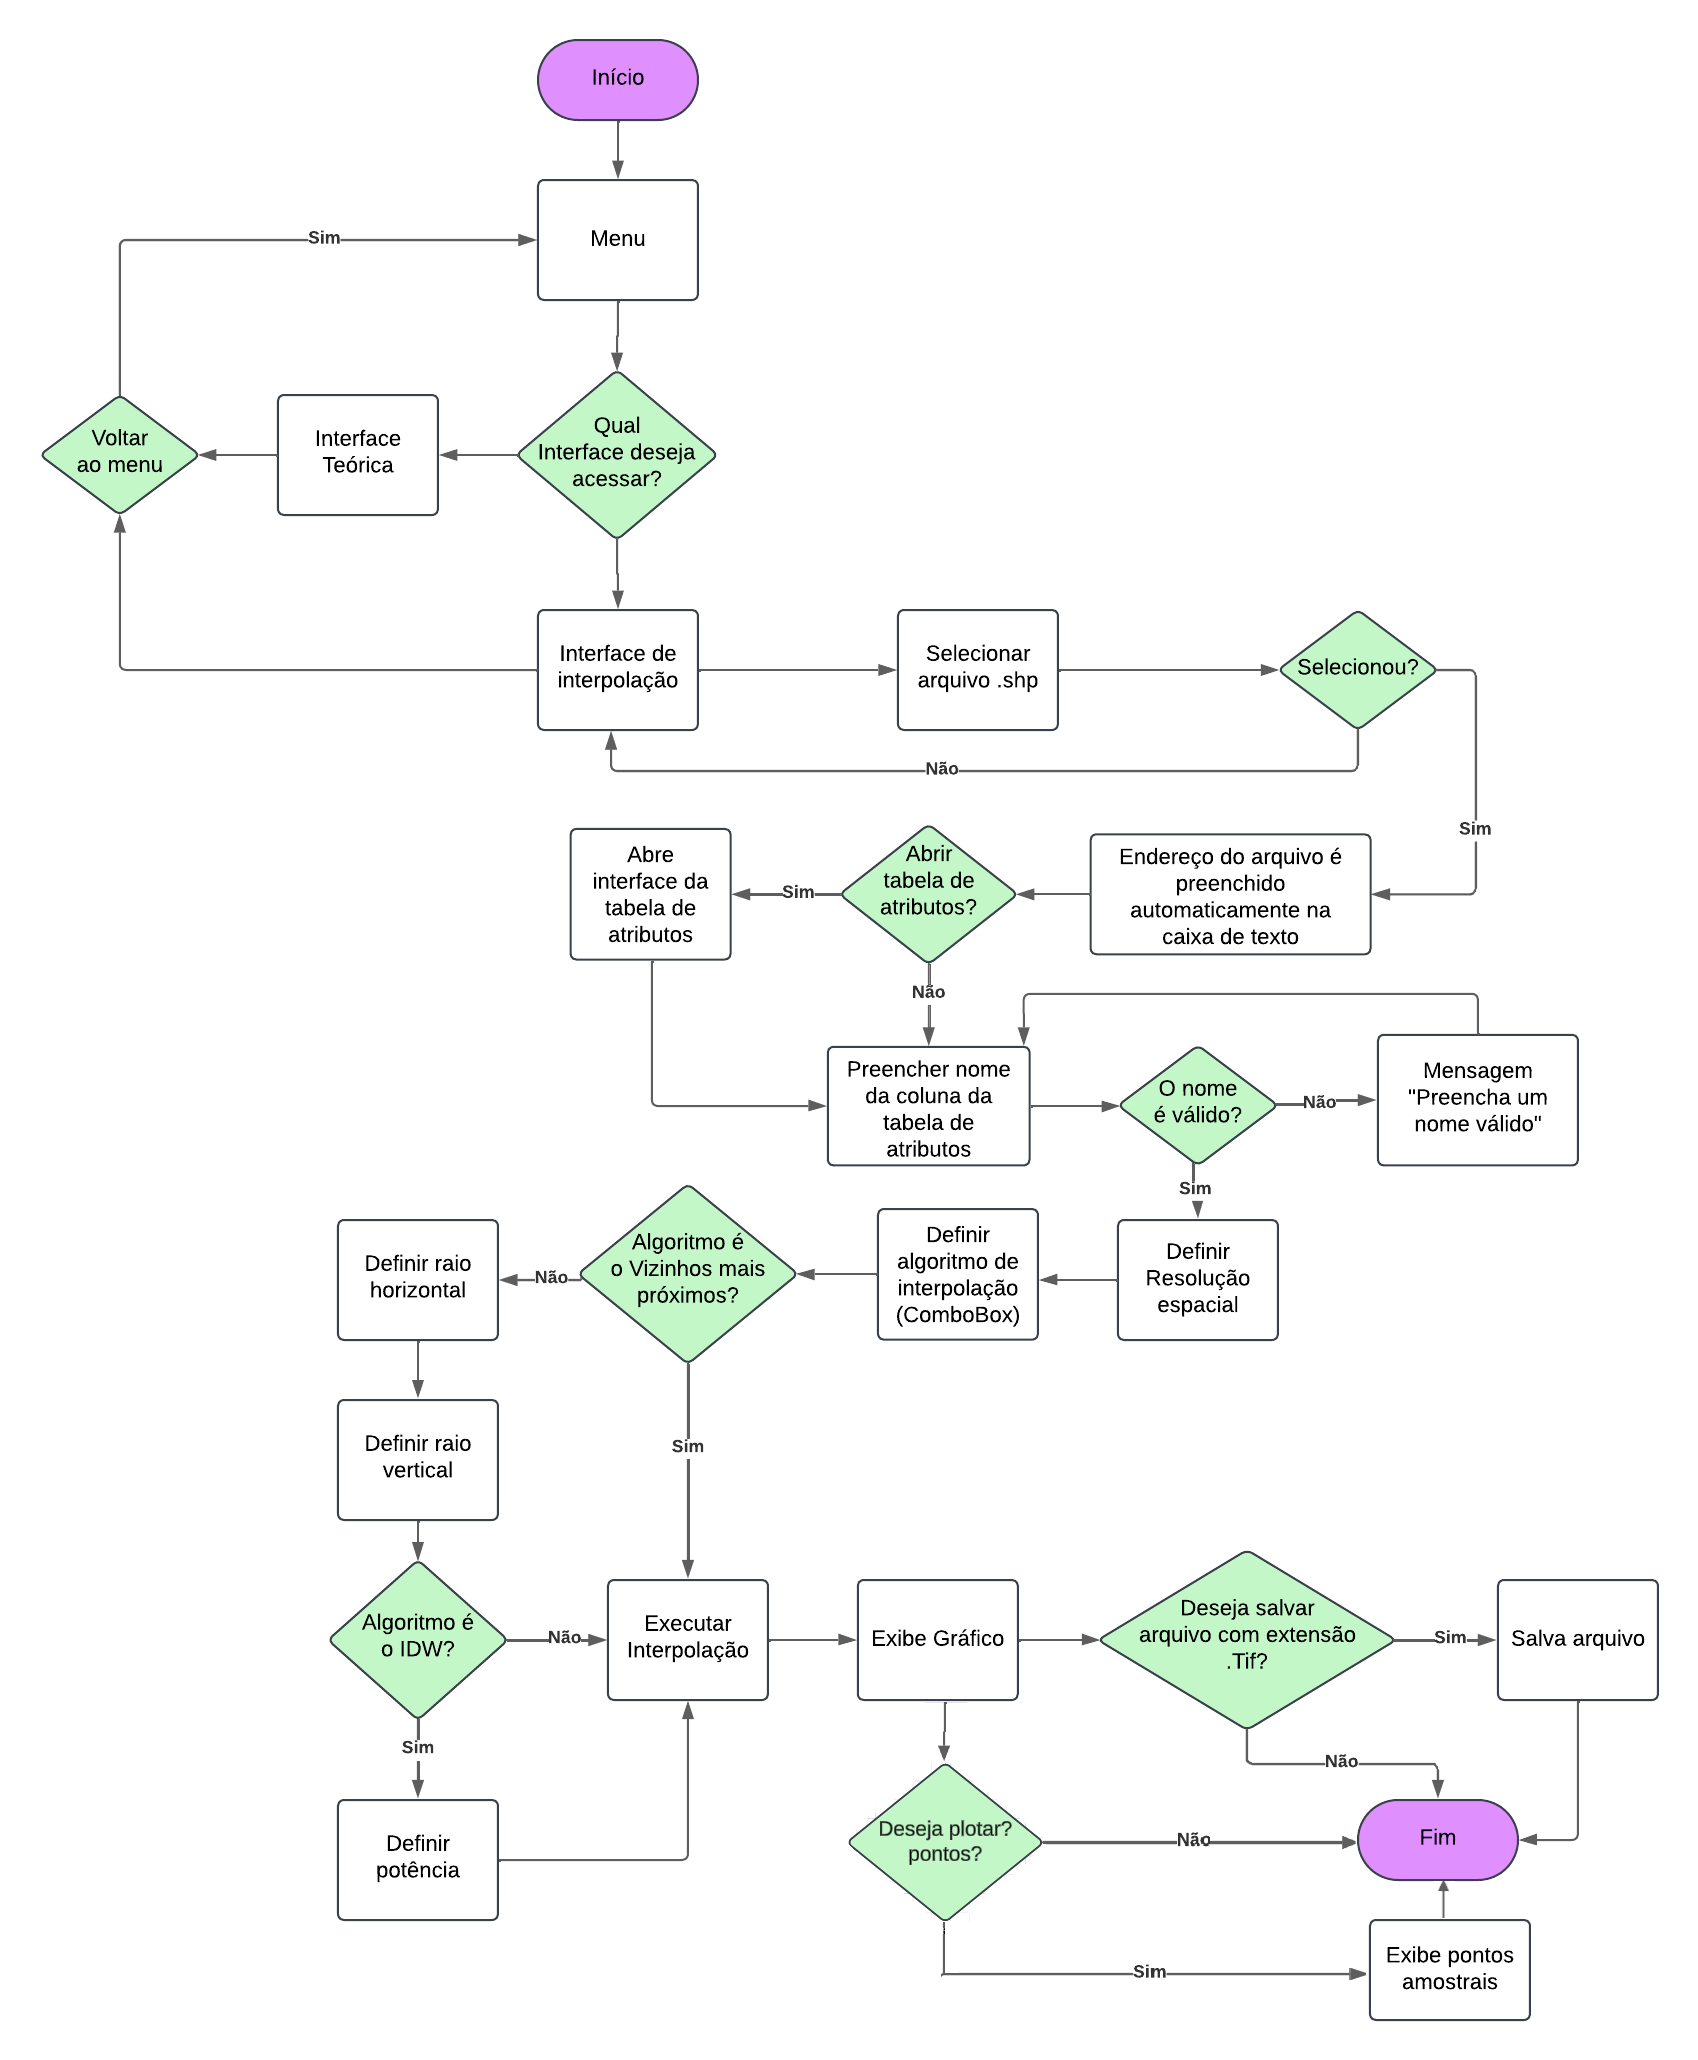 Início
Menu
Sim
Qual
Interface deseja
acessar?
Interface
Teórica
Voltar
ao menu
Interface de
interpolação
Selecionar
arquivo .shp
Selecionou?
Não
Sim
Endereço do arquivo é
preenchido
automaticamente na
caixa de texto
Abrir
tabela de
atributos?
Sim
Abre
interface da
tabela de
atributos
Não
Preencher nome
da coluna da
tabela de
atributos
O nome
é válido?
Não
Mensagem
"Preencha um
nome válido"
Sim
Definir
Resolução
espacial
Definir
algoritmo de
interpolação
(ComboBox)
Algoritmo é
o Vizinhos mais
próximos?
Não
Definir raio
horizontal
Definir raio
vertical
Sim
Algoritmo é
o IDW?
Não
Sim
Definir
potência
Executar
Interpolação
Exibe Gráfico
Deseja salvar
arquivo com extensão
.Tif?
Sim
Salva arquivo
Não
Deseja plotar?
pontos?
Não
Fim
Sim
Exibe pontos
amostrais